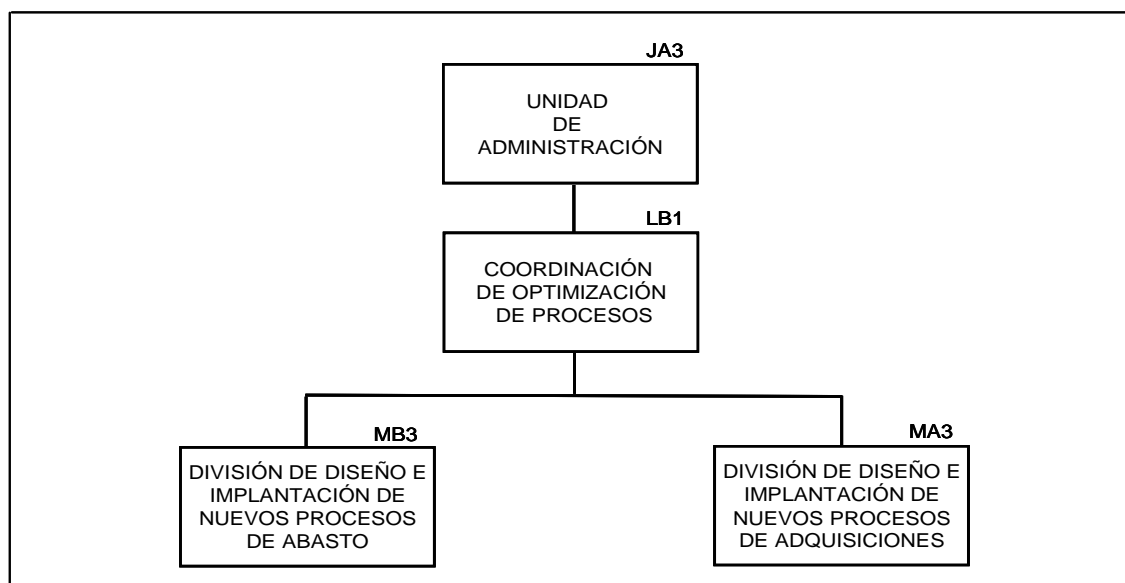 JA3
UNIDAD
DE
ADMINISTRACIÓN
LB1
COORDINACIÓN
DE OPTIMIZACIÓN
DE PROCESOS
MB3
DIVISIÓN DE DISEÑO E
IMPLANTACIÓN DE
NUEVOS PROCESOS
DE ABASTO
MA3
DIVISIÓN DE DISEÑO E
IMPLANTACIÓN DE
NUEVOS PROCESOS
DE ADQUISICIONES